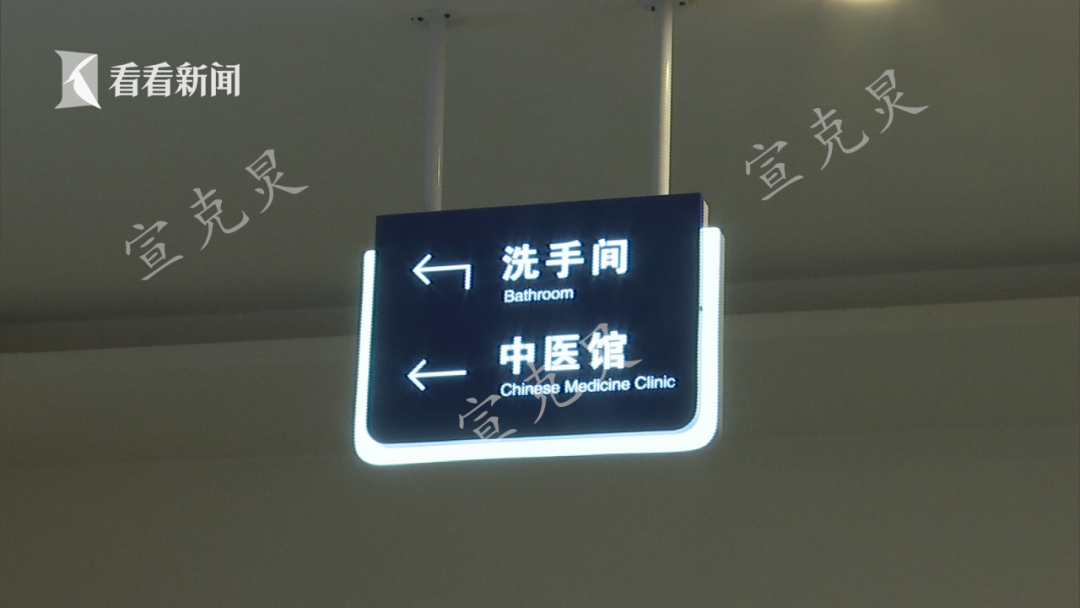 看看新闻
宣克炅
宣克炅
洗手间
Bathroom
中医馆
Chinese Medicine Clinic
宣克炅